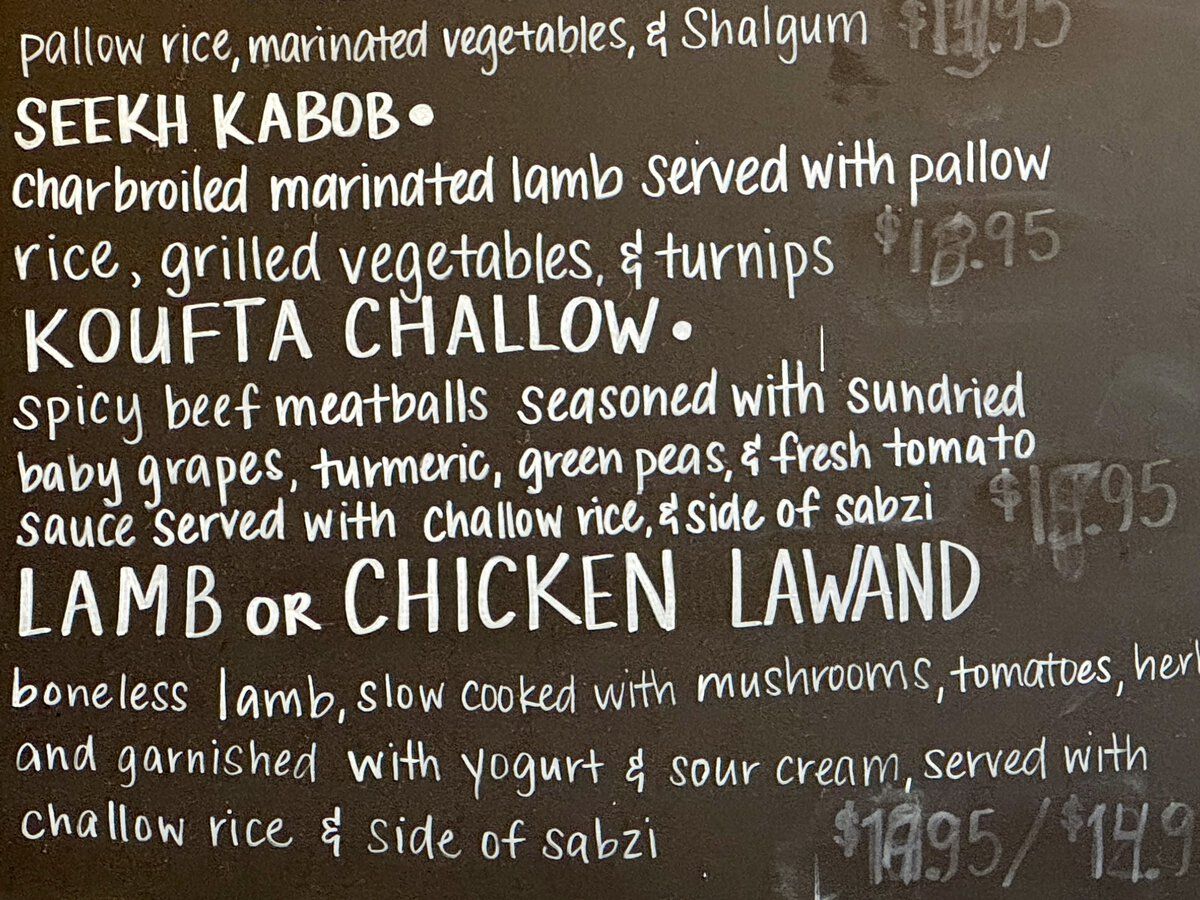 pallow rice, marinated vegetables, & Shalgum
SEEKH KABOB •
charbroiled marinated lamb served with pallow
rice, grilled vegetables, & turnips
KOUFTA CHALLOW •
spicy beef meatballs seasoned with sundried
baby grapes, turmeric, green peas, & fresh tomato
sauce served with challow rice, & side of sabzi
LAMB OR CHICKEN LAWAND
boneless lamb, slow cooked with mushrooms, tomatoes,
and garnished with yogurt & sour cream, served with
challow rice & side of sabzi